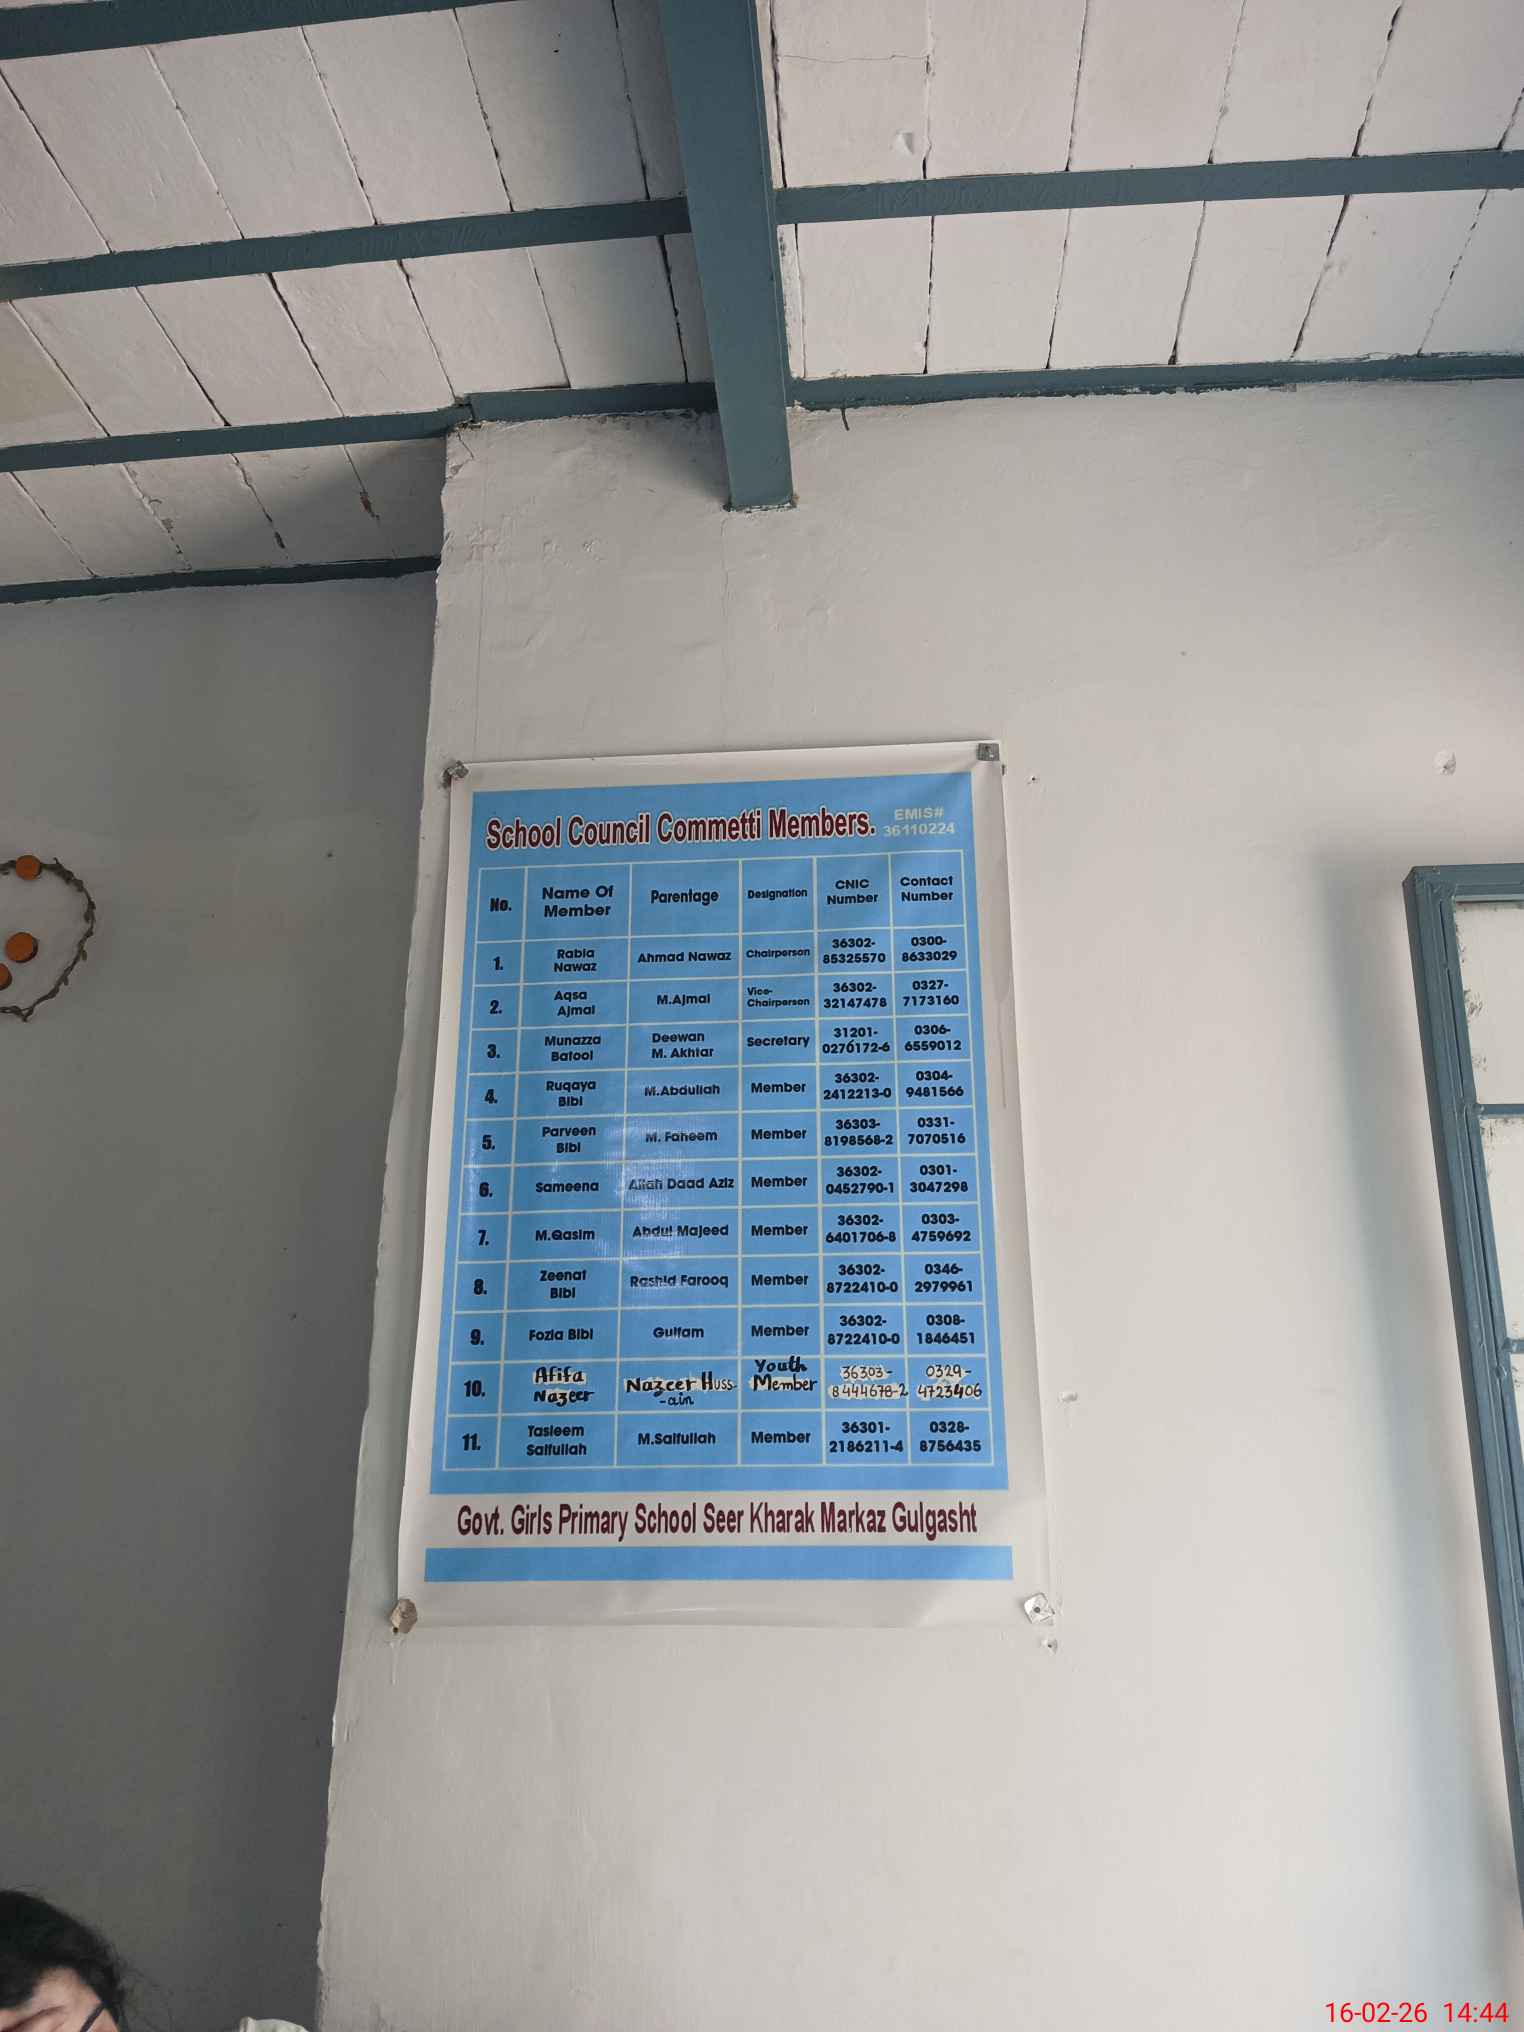 School Council Commetti Members. EMIS# 36110224
No. Name Of Member Parentage Designation CNIC Number Contact Number
1. Rabia Nawaz Ahmad Nawaz Chairperson 36302-85325570 0300-8633029
2. Aqsa Ajmal M.Ajmal Vice-Chairperson 36302-32147478 0327-7173160
3. Munazza Batool Deewan M. Akhtar Secretary 31201-0276172-6 0306-6559012
4. Ruqaya Bibi M.Abdullah Member 36302-2412213-0 0304-9481566
5. Parveen Bibi M. Faheem Member 36303-8198568-2 0331-7070516
6. Sameena Allah Daad Aziz Member 36302-0452790-1 0301-3047298
7. M.Qasim Abdul Majeed Member 36302-6401706-8 0303-4759692
8. Zeenat Bibi Rashid Farooq Member 36302-8722410-0 0346-2979961
9. Fozia Bibi Gulfam Member 36302-8722410-0 0308-1846451
10. Afifa Nazeer Nazeer Huss-ain Youth Member 36303-8444678-2 0329-4723406
11. Tasleem Saifullah M.Saifullah Member 36301-2186211-4 0328-8756435
Govt. Girls Primary School Seer Kharak Markaz Gulgasht
16-02-26 14:44